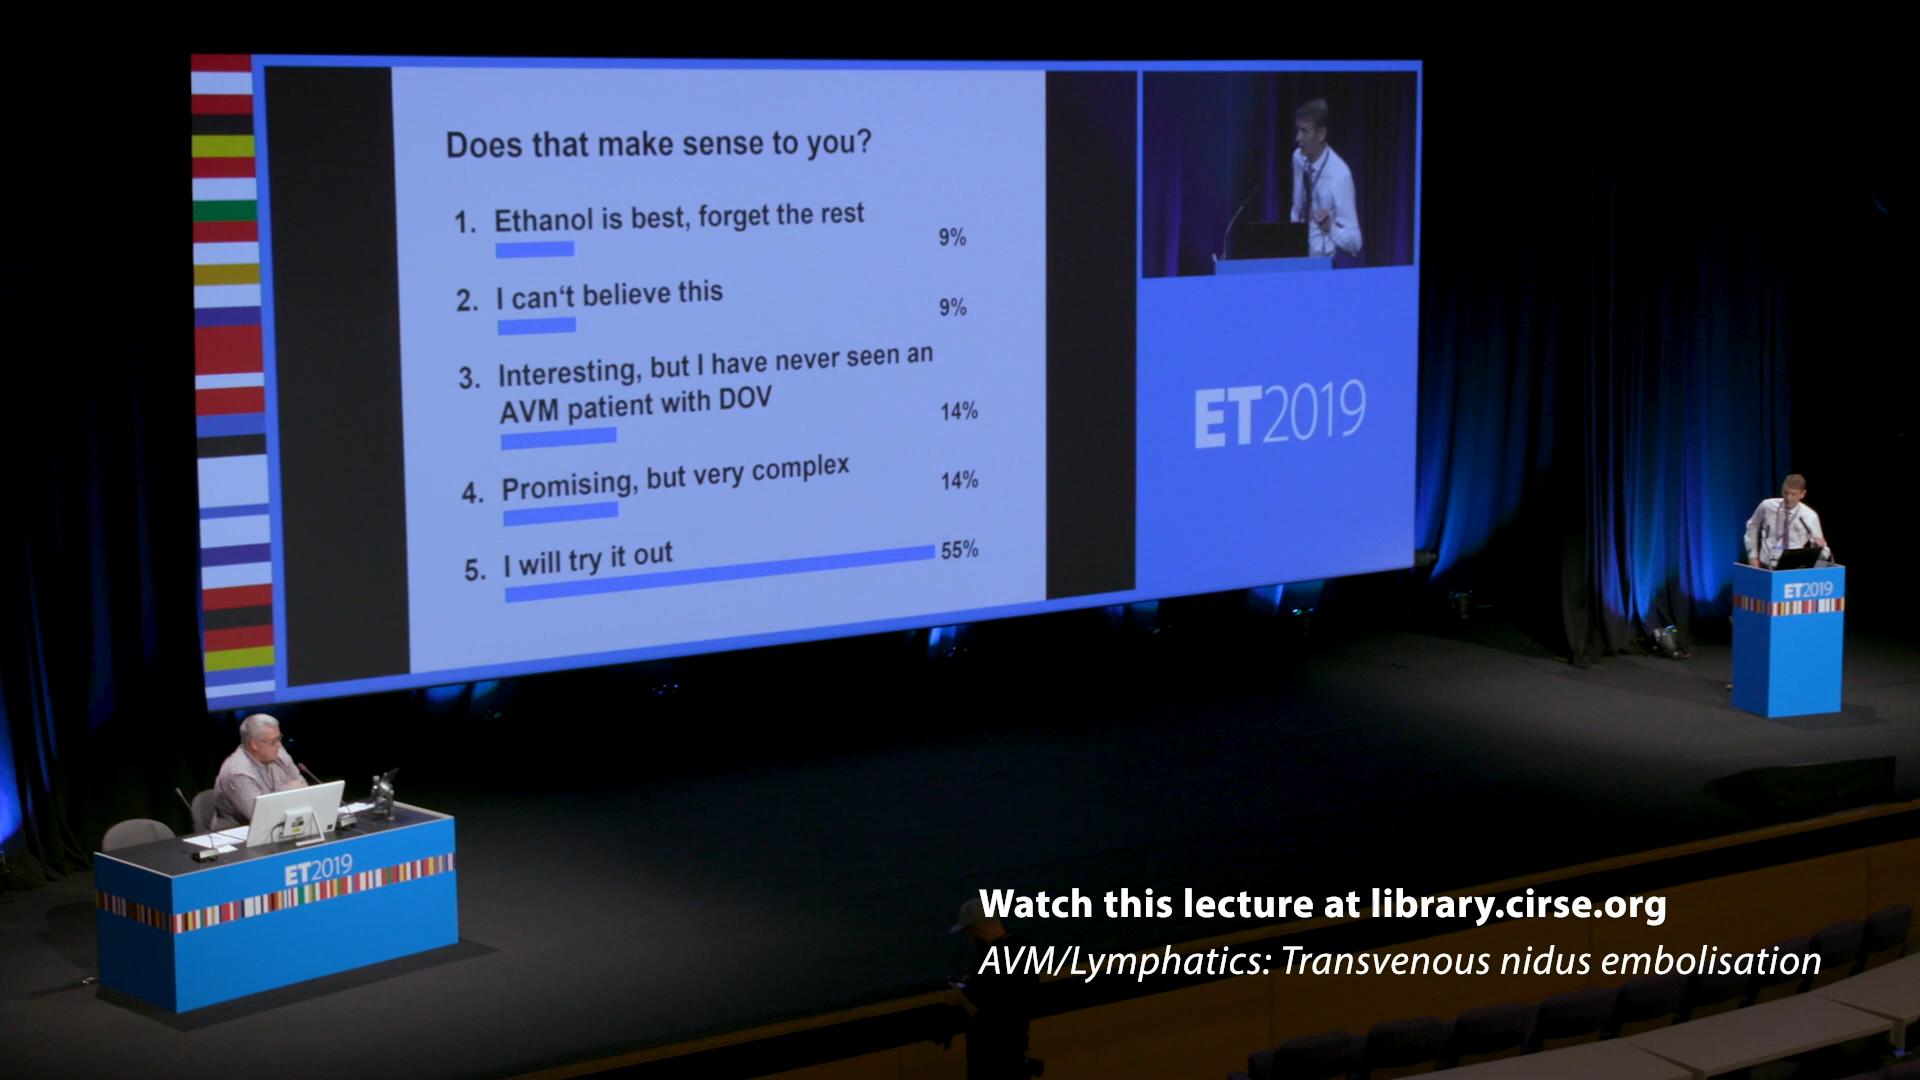 Does that make sense to you?
1. Ethanol is best, forget the rest
9%
2. I can‘t believe this
9%
3. Interesting, but I have never seen an
AVM patient with DOV
14%
4. Promising, but very complex
14%
5. I will try it out
55%
ET2019
ET2019
ET2019
Watch this lecture at library.cirse.org
AVM/Lymphatics: Transvenous nidus embolisation